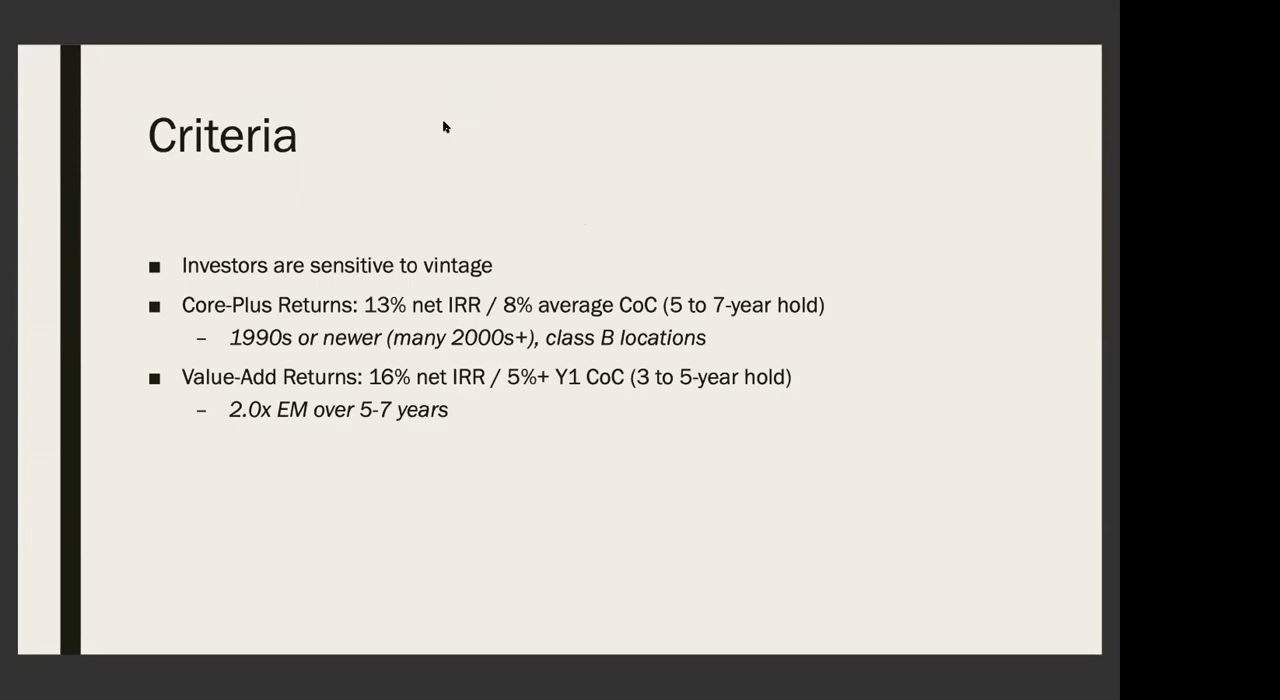 Criteria
■ Investors are sensitive to vintage
■ Core-Plus Returns: 13% net IRR / 8% average CoC (5 to 7-year hold)
– 1990s or newer (many 2000s+), class B locations
■ Value-Add Returns: 16% net IRR / 5%+ Y1 CoC (3 to 5-year hold)
– 2.0x EM over 5-7 years